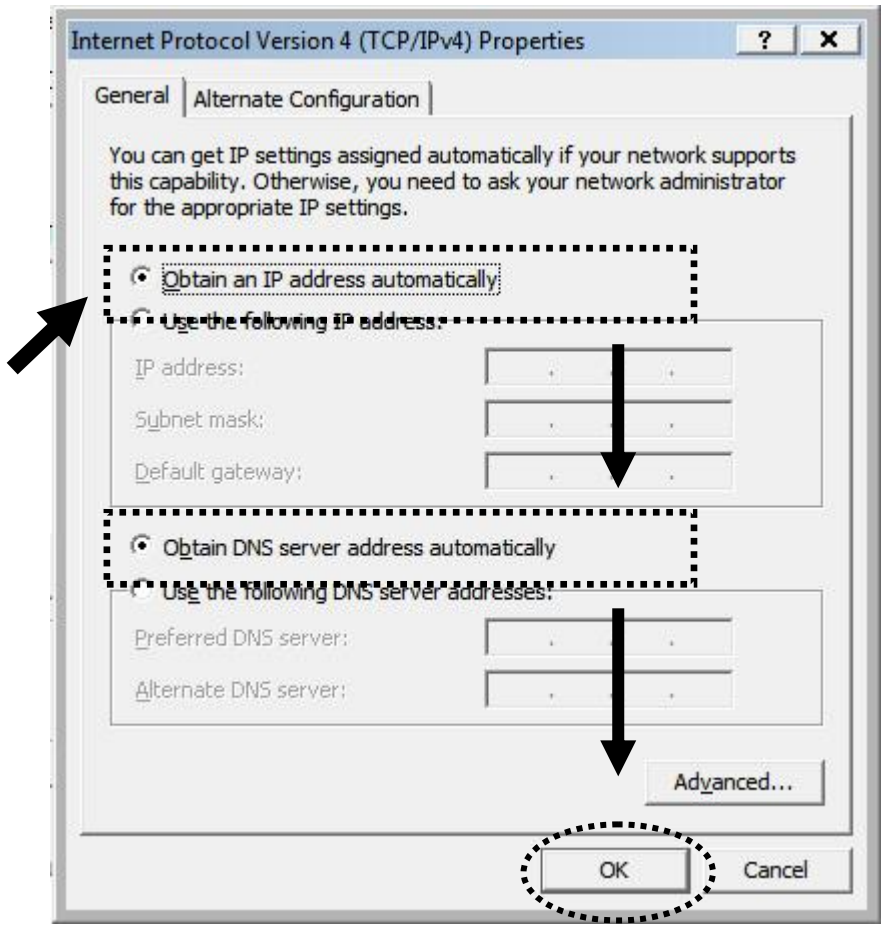 Internet Protocol Version 4 (TCP/IPv4) Properties
General
Alternate Configuration
You can get IP settings assigned automatically if your network supports
this capability. Otherwise, you need to ask your network administrator
for the appropriate IP settings.
Obtain an IP address automatically
Use the following IP address:
IP address:
Subnet mask:
Default gateway:
Obtain DNS server address automatically
Use the following DNS server addresses:
Preferred DNS server:
Alternate DNS server:
Advanced...
OK
Cancel